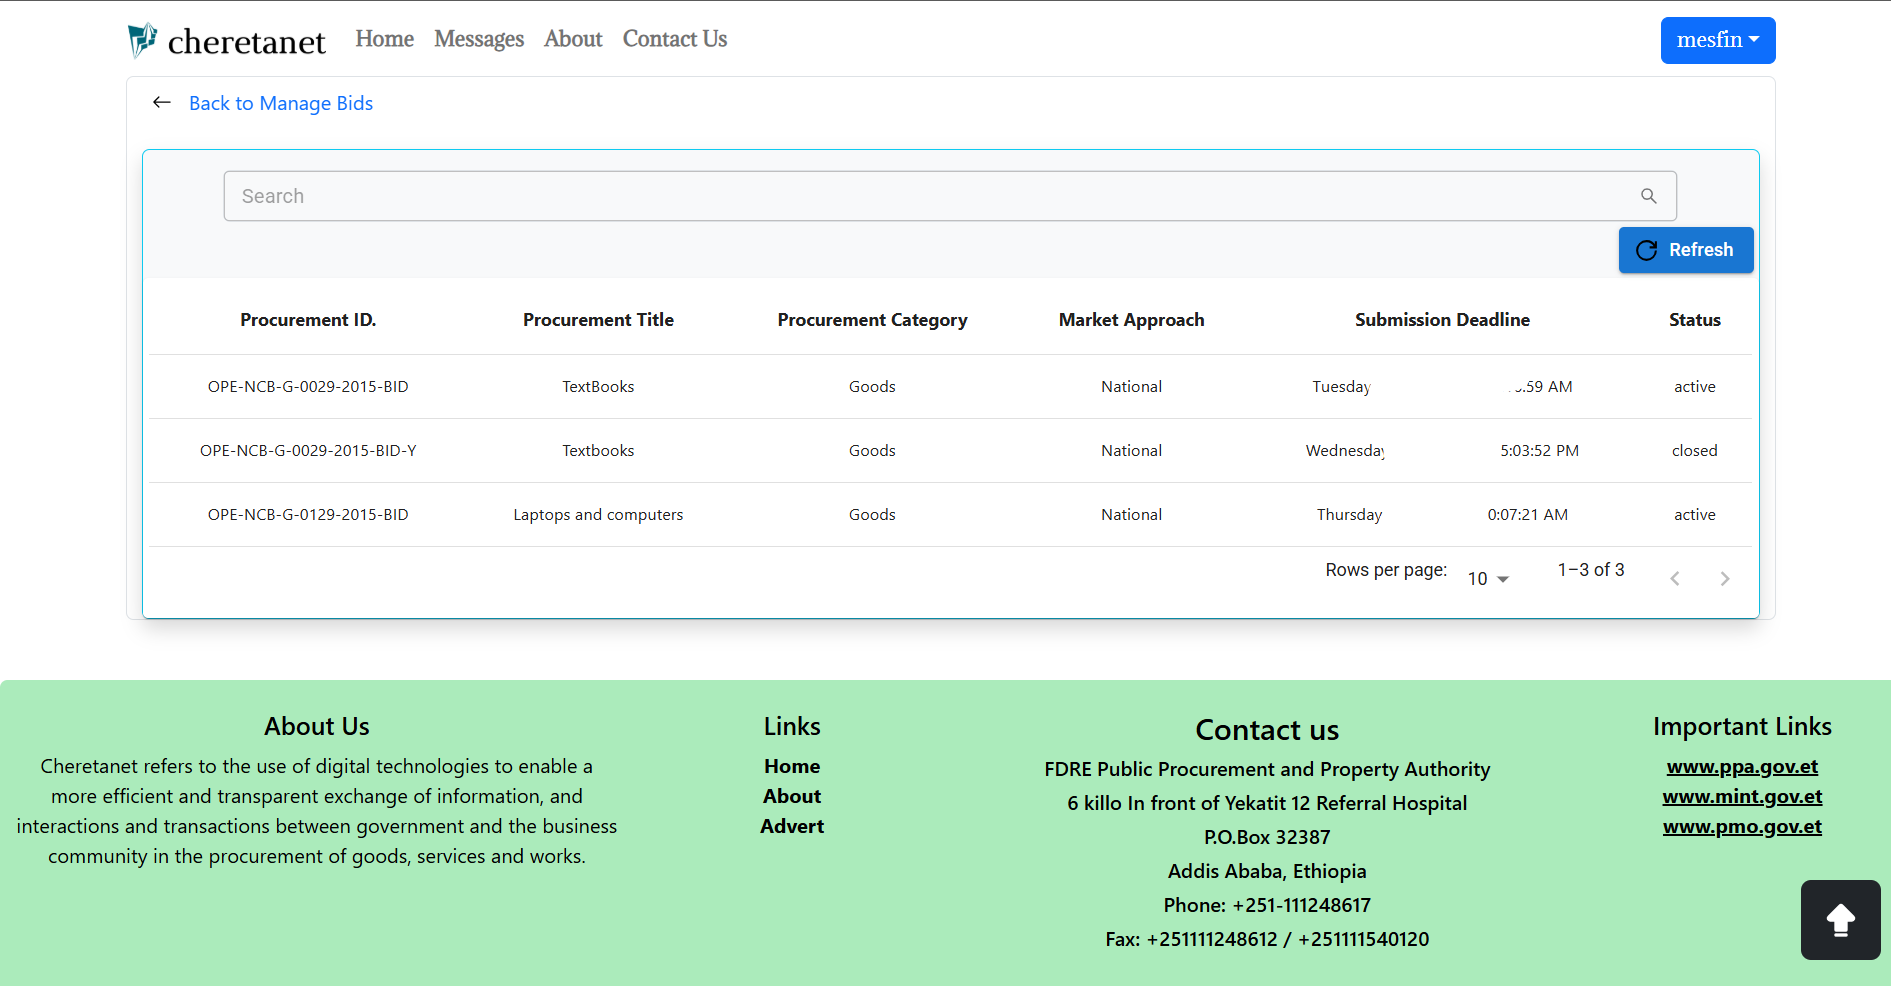 cheretanet Home Messages About Contact Us mesfin
Back to Manage Bids
Search
Refresh
Procurement ID. Procurement Title Procurement Category Market Approach Submission Deadline Status
OPE-NCB-G-0029-2015-BID TextBooks Goods National Tuesday :59 AM active
OPE-NCB-G-0029-2015-BID-Y Textbooks Goods National Wednesday 5:03:52 PM closed
OPE-NCB-G-0129-2015-BID Laptops and computers Goods National Thursday 0:07:21 AM active
Rows per page: 10 1–3 of 3
About Us
Cheretanet refers to the use of digital technologies to enable a
more efficient and transparent exchange of information, and
interactions and transactions between government and the business
community in the procurement of goods, services and works.
Links
Home
About
Advert
Contact us
FDRE Public Procurement and Property Authority
6 killo In front of Yekatit 12 Referral Hospital
P.O.Box 32387
Addis Ababa, Ethiopia
Phone: +251-111248617
Fax: +251111248612 / +251111540120
Important Links
www.ppa.gov.et
www.mint.gov.et
www.pmo.gov.et